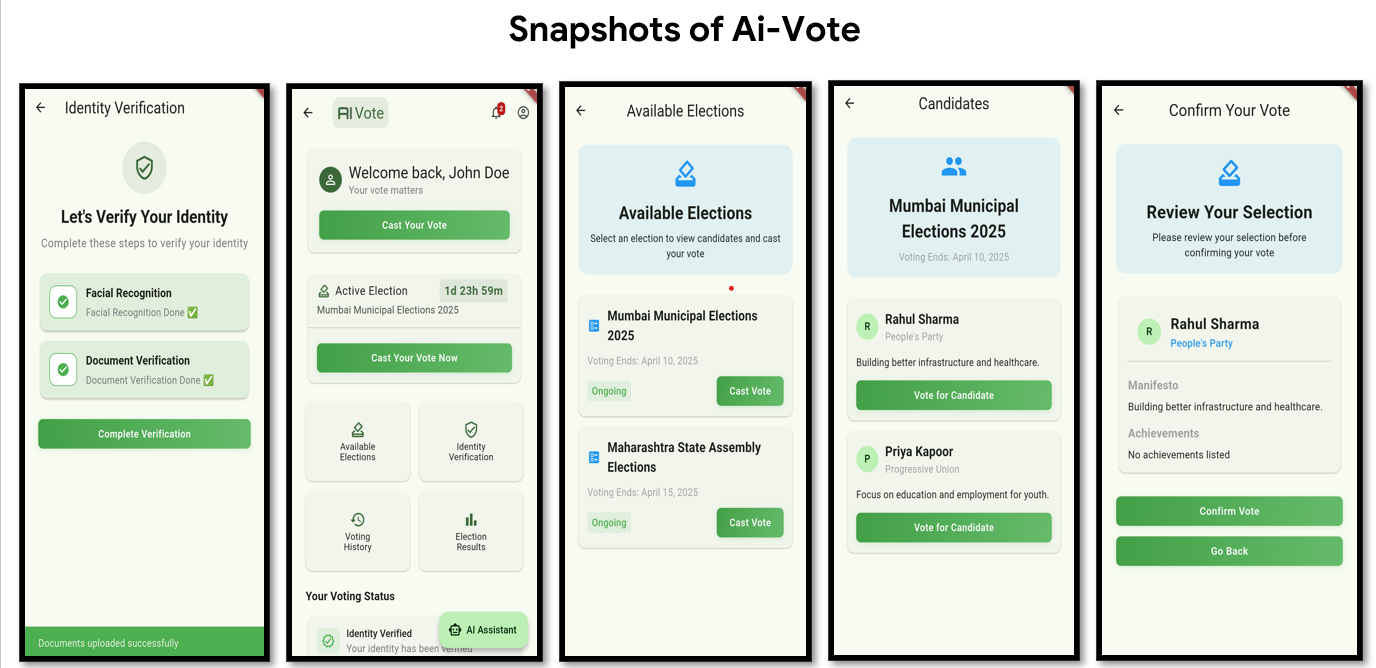 Snapshots of Ai-Vote
Identity Verification
Let's Verify Your Identity
Complete these steps to verify your identity
Facial Recognition
Facial Recognition Done ✅
Document Verification
Document Verification Done ✅
Complete Verification
Documents uploaded successfully
AI Vote
2
Welcome back, John Doe
Your vote matters
Cast Your Vote
Active Election
1d 23h 59m
Mumbai Municipal Elections 2025
Cast Your Vote Now
Available
Elections
Identity
Verification
Voting
History
Election
Results
Your Voting Status
Identity Verified
Your identity has been verified
AI Assistant
Available Elections
Available Elections
Select an election to view candidates and cast
your vote
Mumbai Municipal Elections
2025
Voting Ends: April 10, 2025
Ongoing
Cast Vote
Maharashtra State Assembly
Elections
Voting Ends: April 15, 2025
Ongoing
Cast Vote
Candidates
Mumbai Municipal
Elections 2025
Voting Ends: April 10, 2025
R
Rahul Sharma
People's Party
Building better infrastructure and healthcare.
Vote for Candidate
P
Priya Kapoor
Progressive Union
Focus on education and employment for youth.
Vote for Candidate
Confirm Your Vote
Review Your Selection
Please review your selection before
confirming your vote
R
Rahul Sharma
People's Party
Manifesto
Building better infrastructure and healthcare.
Achievements
No achievements listed
Confirm Vote
Go Back